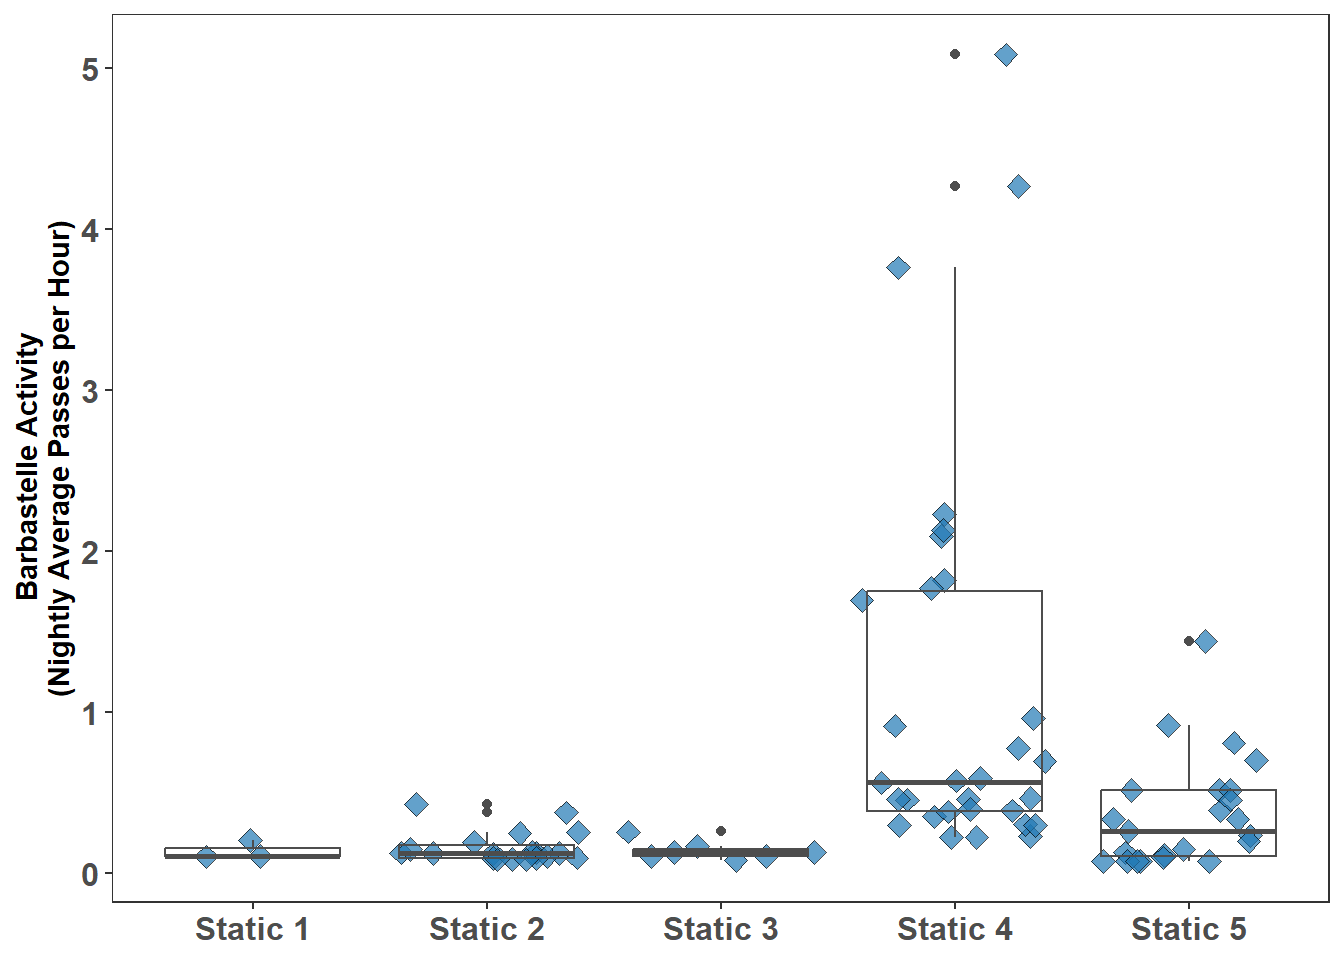 Barbastelle Activity
(Nightly Average Passes per Hour)
5
4
3
2
1
0
Static 1
Static 2
Static 3
Static 4
Static 5